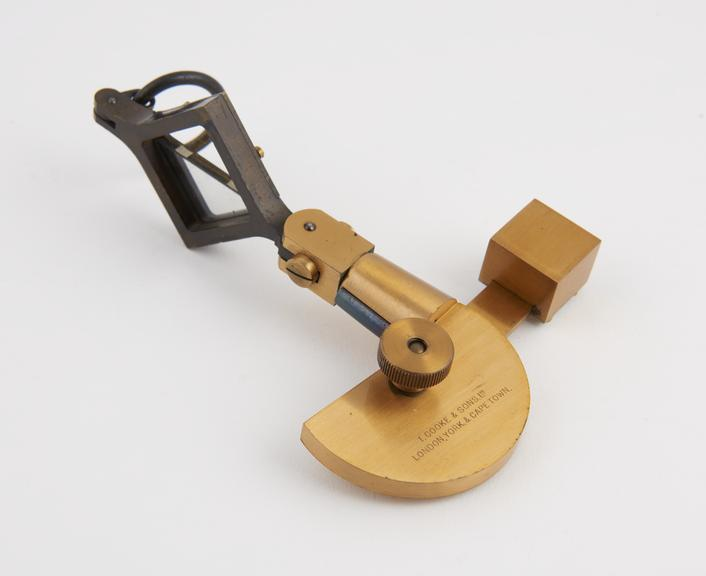 T. COOKE & SONS. LTD
LONDON, YORK, & CAPE TOWN.